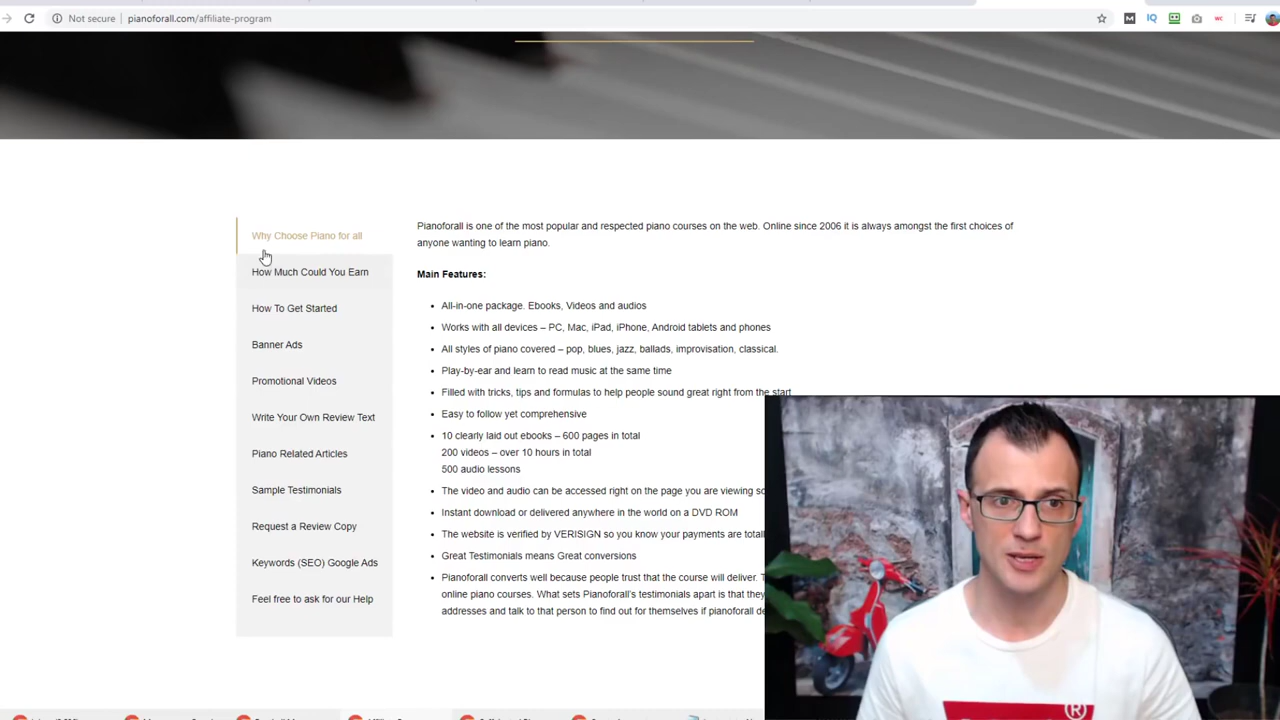 Not secure pianoforall.com/affiliate-program
Why Choose Piano for all
How Much Could You Earn
How To Get Started
Banner Ads
Promotional Videos
Write Your Own Review Text
Piano Related Articles
Sample Testimonials
Request a Review Copy
Keywords (SEO) Google Ads
Feel free to ask for our Help
Pianoforall is one of the most popular and respected piano courses on the web. Online since 2006 it is always amongst the first choices of
anyone wanting to learn piano.
Main Features:
All-in-one package. Ebooks, Videos and audios
Works with all devices – PC, Mac, iPad, iPhone, Android tablets and phones
All styles of piano covered – pop, blues, jazz, ballads, improvisation, classical.
Play-by-ear and learn to read music at the same time
Filled with tricks, tips and formulas to help people sound great right from the start
Easy to follow yet comprehensive
10 clearly laid out ebooks – 600 pages in total
200 videos – over 10 hours in total
500 audio lessons
The video and audio can be accessed right on the page you are viewing so
Instant download or delivered anywhere in the world on a DVD ROM
The website is verified by VERISIGN so you know your payments are
Great Testimonials means Great conversions
Pianoforall converts well because people trust that the course will deliver.
online piano courses. What sets Pianoforall's testimonials apart is that they
addresses and talk to that person to find out for themselves if pianoforall